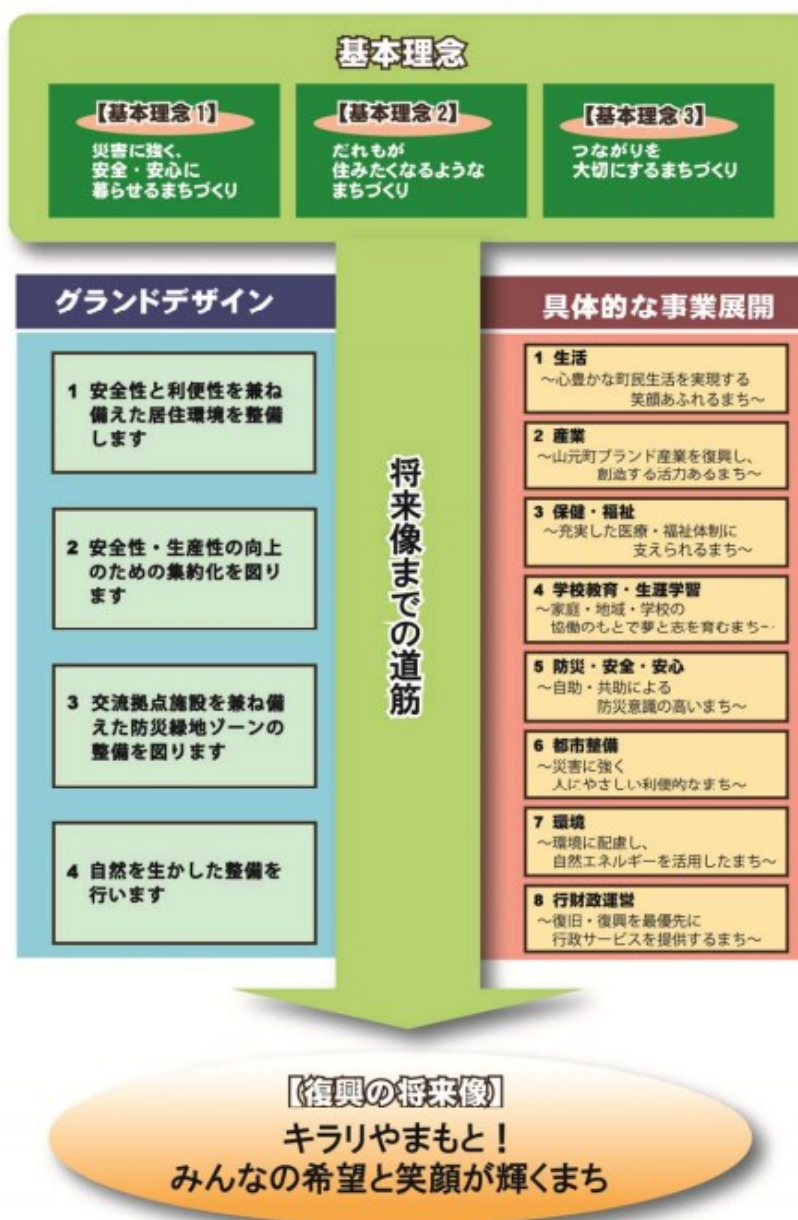 基本理念
【基本理念1】
災害に強く、
安全・安心に
暮らせるまちづくり
【基本理念2】
だれもが
住みたくなるような
まちづくり
【基本理念3】
つながりを
大切にするまちづくり
グランドデザイン
1 安全性と利便性を兼ね
備えた居住環境を整備
します
2 安全性・生産性の向上
のための集約化を図り
ます
3 交流拠点施設を兼ね備
えた防災緑地ゾーンの
整備を図ります
4 自然を生かした整備を
行います
将来像までの道筋
具体的な事業展開
1 生活
～心豊かな町民生活を実現する
笑顔あふれるまち～
2 産業
～山元町ブランド産業を復興し、
創造する活力あるまち～
3 保健・福祉
～充実した医療・福祉体制に
支えられるまち～
4 学校教育・生涯学習
～家庭・地域・学校の
協働のもとで夢と志を育むまち～
5 防災・安全・安心
～自助・共助による
防災意識の高いまち～
6 都市整備
～災害に強く
人にやさしい利便的なまち～
7 環境
～環境に配慮し、
自然エネルギーを活用したまち～
8 行財政運営
～復旧・復興を最優先に
行政サービスを提供するまち～
【復興の将来像】
キラリやまもと！
みんなの希望と笑顔が輝くまち